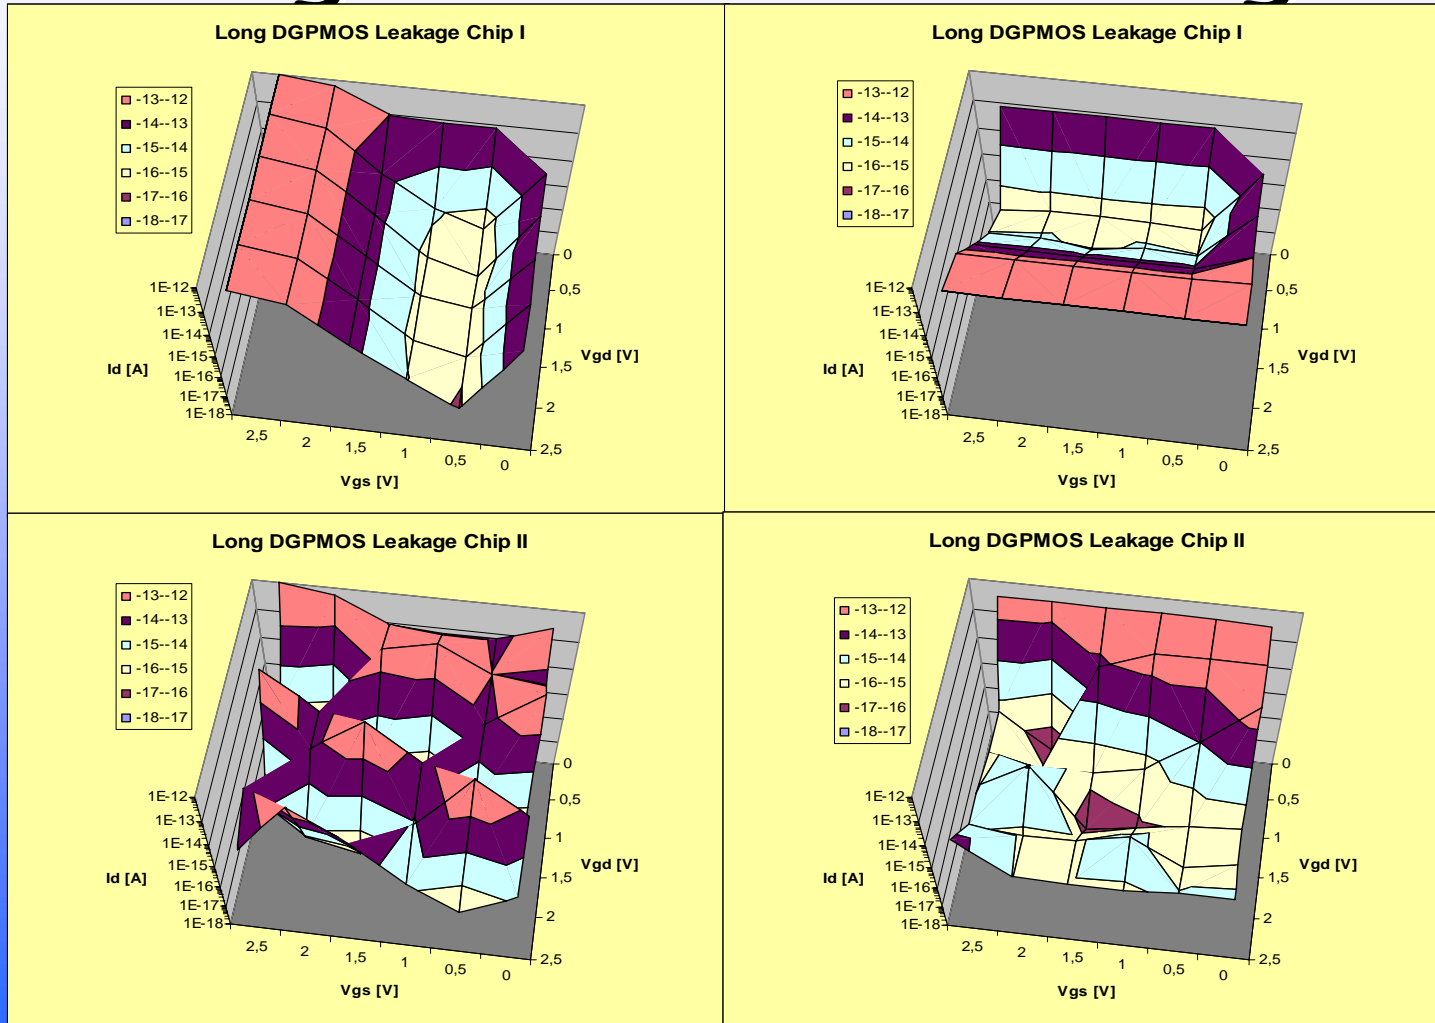 Long DGPMOS Leakage Chip I
-13--12
-14--13
-15--14
-16--15
-17--16
-18--17
1E-12
1E-13
1E-14
1E-15
1E-16
1E-17
1E-18
Id [A]
2,5
2
1,5
1
0,5
0
Vgs [V]
0
0,5
1
1,5
2
2,5
Vgd [V]
Long DGPMOS Leakage Chip I
-13--12
-14--13
-15--14
-16--15
-17--16
-18--17
1E-12
1E-13
1E-14
1E-15
1E-16
1E-17
1E-18
Id [A]
2,5
2
1,5
1
0,5
0
Vgs [V]
0
0,5
1
1,5
2
2,5
Vgd [V]
Long DGPMOS Leakage Chip II
-13--12
-14--13
-15--14
-16--15
-17--16
-18--17
1E-12
1E-13
1E-14
1E-15
1E-16
1E-17
1E-18
Id [A]
2,5
2
1,5
1
0,5
0
Vgs [V]
0
0,5
1
1,5
2
2,5
Vgd [V]
Long DGPMOS Leakage Chip II
-13--12
-14--13
-15--14
-16--15
-17--16
-18--17
1E-12
1E-13
1E-14
1E-15
1E-16
1E-17
1E-18
Id [A]
2,5
2
1,5
1
0,5
0
Vgs [V]
0
0,5
1
1,5
2
2,5
Vgd [V]